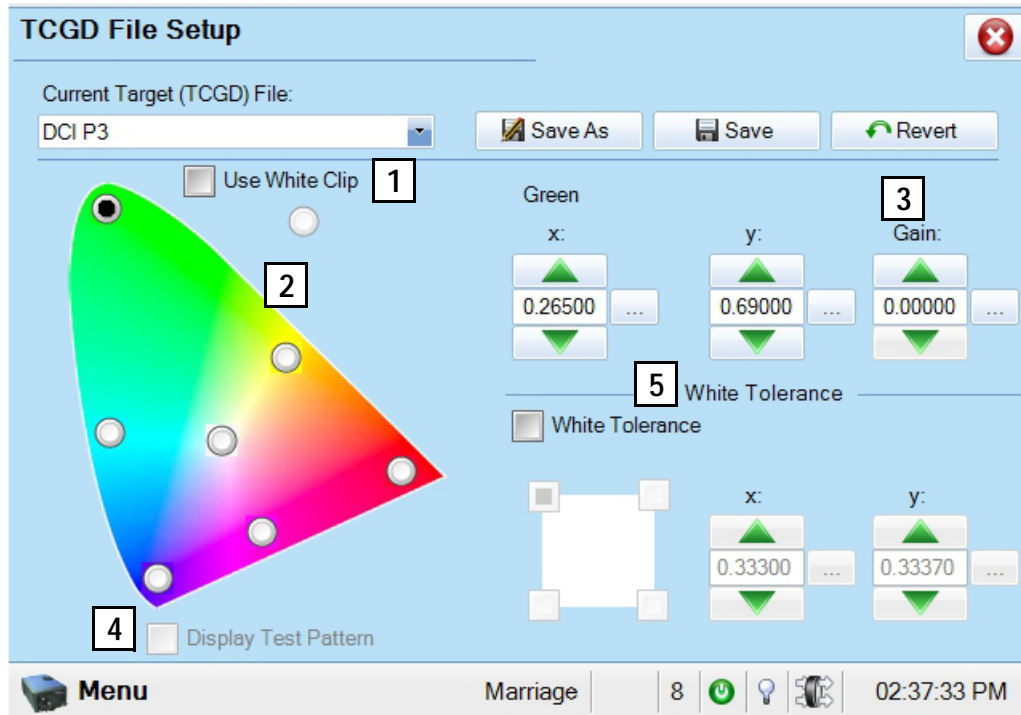 TCGD File Setup
Current Target (TCGD) File:
DCI P3
Save As
Save
Revert
Use White Clip
1
Green
3
x:
y:
Gain:
2
0.26500
...
0.69000
...
0.00000
...
5
White Tolerance
White Tolerance
x:
y:
0.33300
...
0.33370
...
4
Display Test Pattern
Menu
Marriage
8
02:37:33 PM